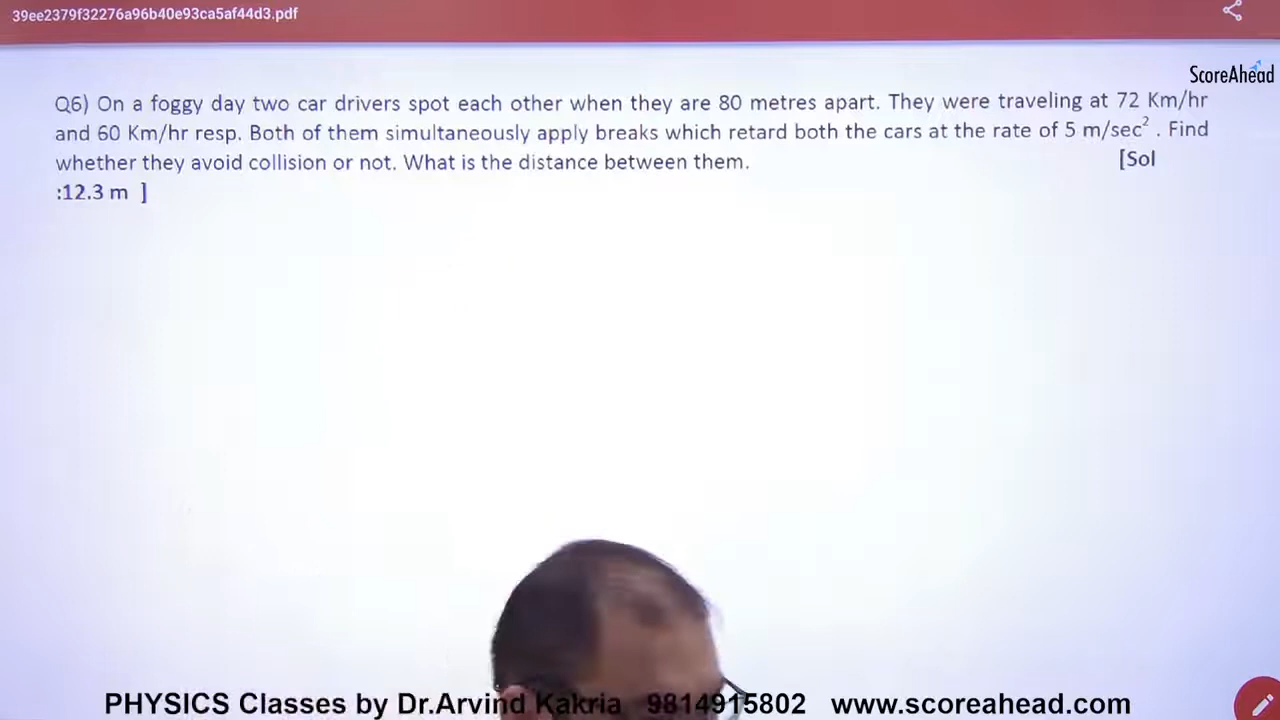 39ee2379f32276a96b40e93ca5af44d3.pdf
ScoreAhead
Q6) On a foggy day two car drivers spot each other when they are 80 metres apart. They were traveling at 72 Km/hr
and 60 Km/hr resp. Both of them simultaneously apply breaks which retard both the cars at the rate of 5 m/sec² . Find
whether they avoid collision or not. What is the distance between them. [Sol
:12.3 m ]
PHYSICS Classes by Dr.Arvind Kakria 9814915802 www.scoreahead.com